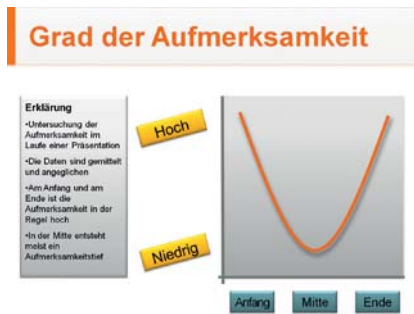 Grad der Aufmerksamkeit
Erklärung
•Untersuchung der
Aufmerksamkeit im
Laufe einer Präsentation
•Die Daten sind gemittelt
und angeglichen
•Am Anfang und am
Ende ist die
Aufmerksamkeit in der
Regel hoch
•In der Mitte entsteht
meist ein
Aufmerksamkeitstief
Hoch
Niedrig
Anfang
Mitte
Ende